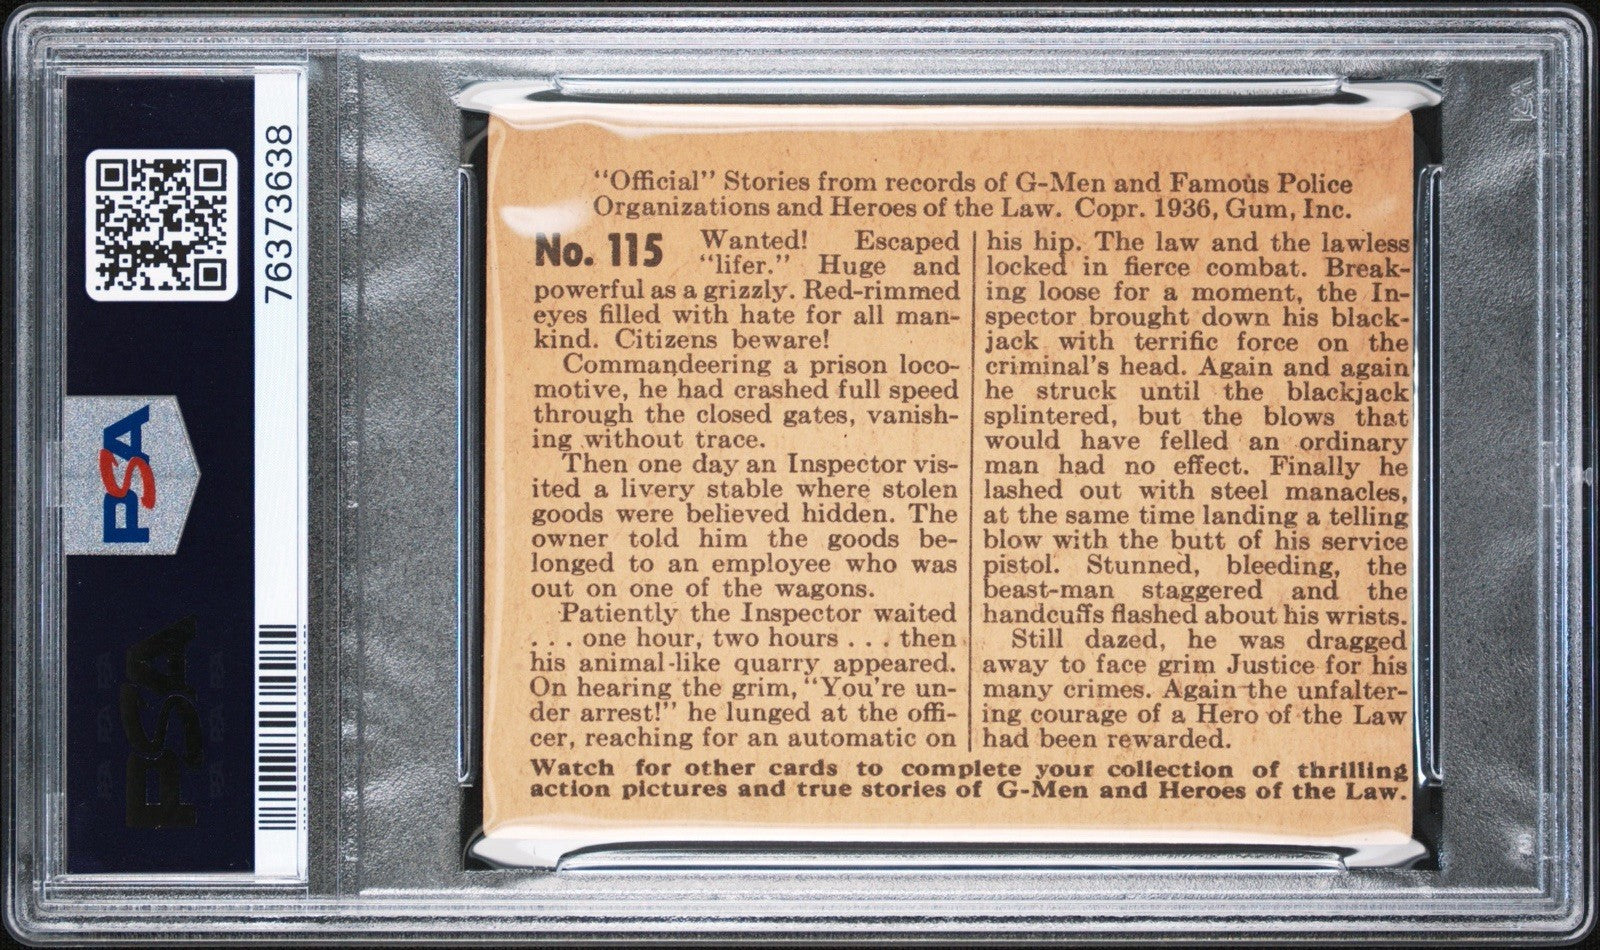 76373638
PSA
PSA
"Official" Stories from records of G-Men and Famous Police
Organizations and Heroes of the Law. Copr. 1936, Gum, Inc.
No. 115 Wanted! Escaped
"lifer." Huge and
powerful as a grizzly. Red-rimmed
eyes filled with hate for all man-
kind. Citizens beware!
Commandeering a prison loco-
motive, he had crashed full speed
through the closed gates, vanish-
ing without trace.
Then one day an Inspector vis-
ited a livery stable where stolen
goods were believed hidden. The
owner told him the goods be-
longed to an employee who was
out on one of the wagons.
Patiently the Inspector waited
. . . one hour, two hours . . . then
his animal-like quarry appeared.
On hearing the grim, "You're un-
der arrest!" he lunged at the offi-
cer, reaching for an automatic on
his hip. The law and the lawless
locked in fierce combat. Break-
ing loose for a moment, the In-
spector brought down his black-
jack with terrific force on the
criminal's head. Again and again
he struck until the blackjack
splintered, but the blows that
would have felled an ordinary
man had no effect. Finally he
lashed out with steel manacles,
at the same time landing a telling
blow with the butt of his service
pistol. Stunned, bleeding, the
beast-man staggered and the
handcuffs flashed about his wrists.
Still dazed, he was dragged
away to face grim Justice for his
many crimes. Again the unfalter-
ing courage of a Hero of the Law
had been rewarded.
Watch for other cards to complete your collection of thrilling
action pictures and true stories of G-Men and Heroes of the Law.